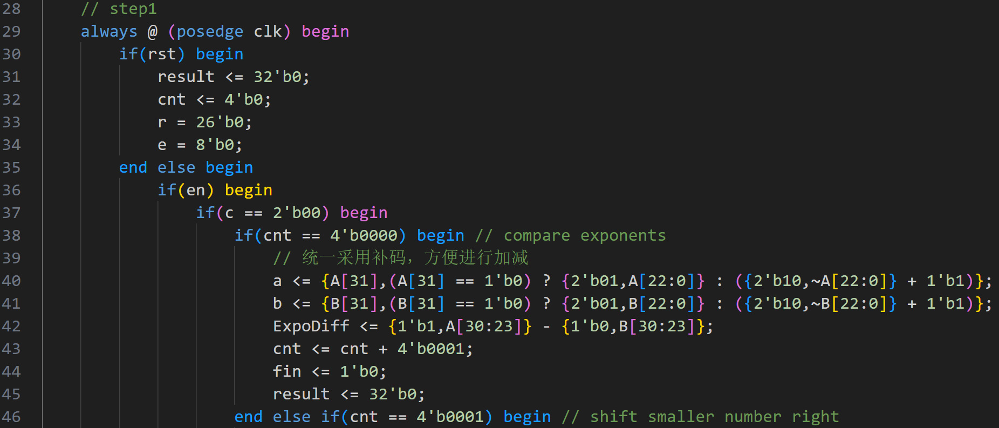 28 // step1
29 always @ (posedge clk) begin
30 if(rst) begin
31 result <= 32'b0;
32 cnt <= 4'b0;
33 r = 26'b0;
34 e = 8'b0;
35 end else begin
36 if(en) begin
37 if(c == 2'b00) begin
38 if(cnt == 4'b0000) begin // compare exponents
39 // 统一采用补码，方便进行加减
40 a <= {A[31],(A[31] == 1'b0) ? {2'b01,A[22:0]} : ({2'b10,~A[22:0]} + 1'b1)};
41 b <= {B[31],(B[31] == 1'b0) ? {2'b01,B[22:0]} : ({2'b10,~B[22:0]} + 1'b1)};
42 ExpoDiff <= {1'b1,A[30:23]} - {1'b0,B[30:23]};
43 cnt <= cnt + 4'b0001;
44 fin <= 1'b0;
45 result <= 32'b0;
46 end else if(cnt == 4'b0001) begin // shift smaller number right